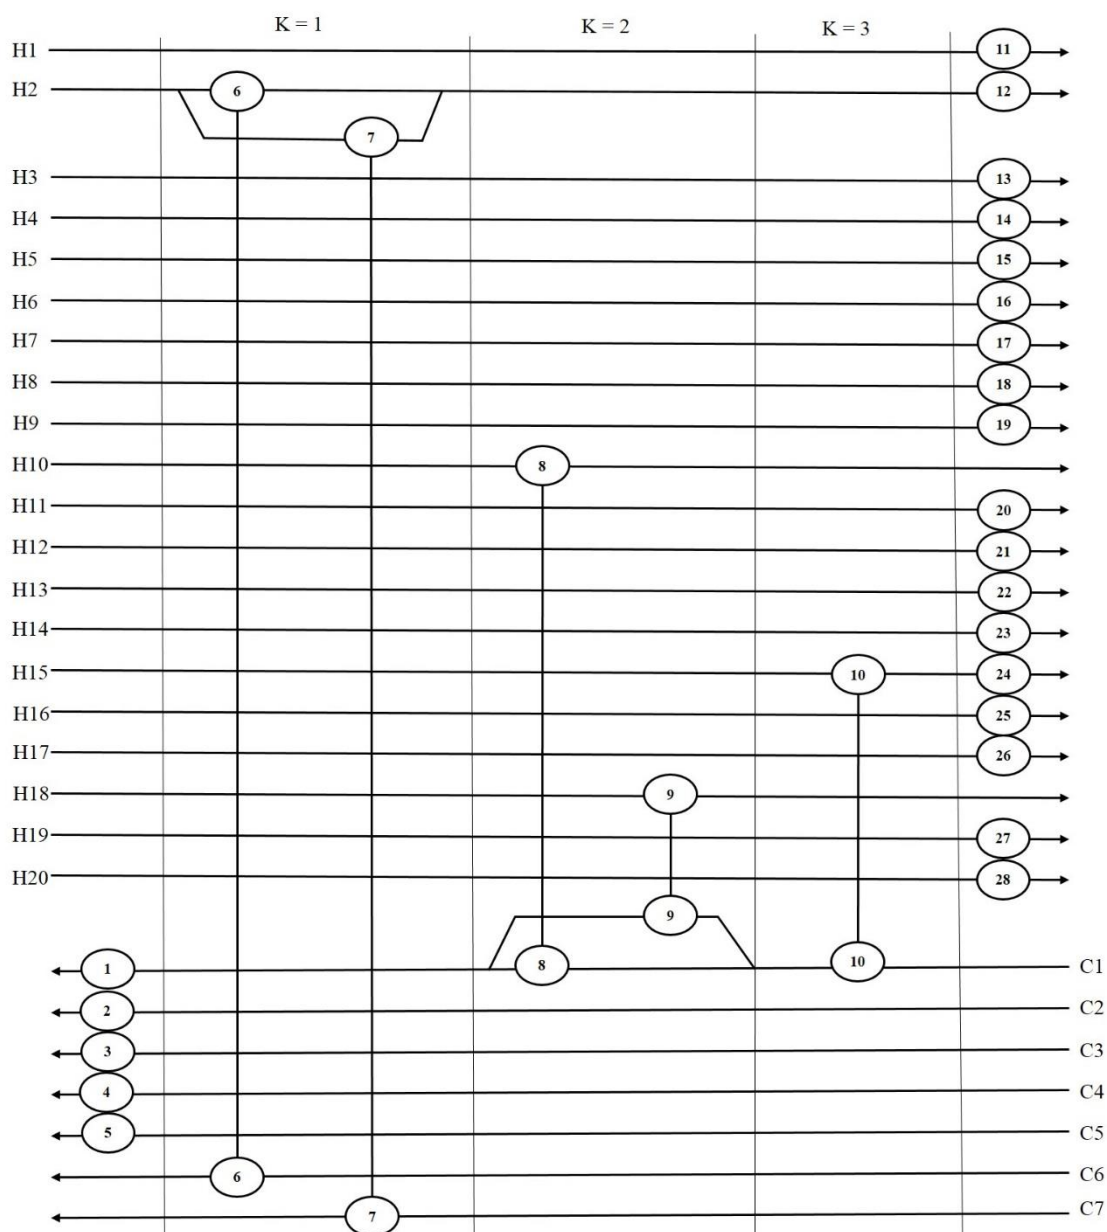 K = 1 K = 2 K = 3
H1 11
H2 6 12
7
H3 13
H4 14
H5 15
H6 16
H7 17
H8 18
H9 19
H10 8
H11 20
H12 21
H13 22
H14 23
H15 10 24
H16 25
H17 26
H18 9
H19 27
H20 28
9
1 8 10 C1
2 C2
3 C3
4 C4
5 C5
6 C6
7 C7